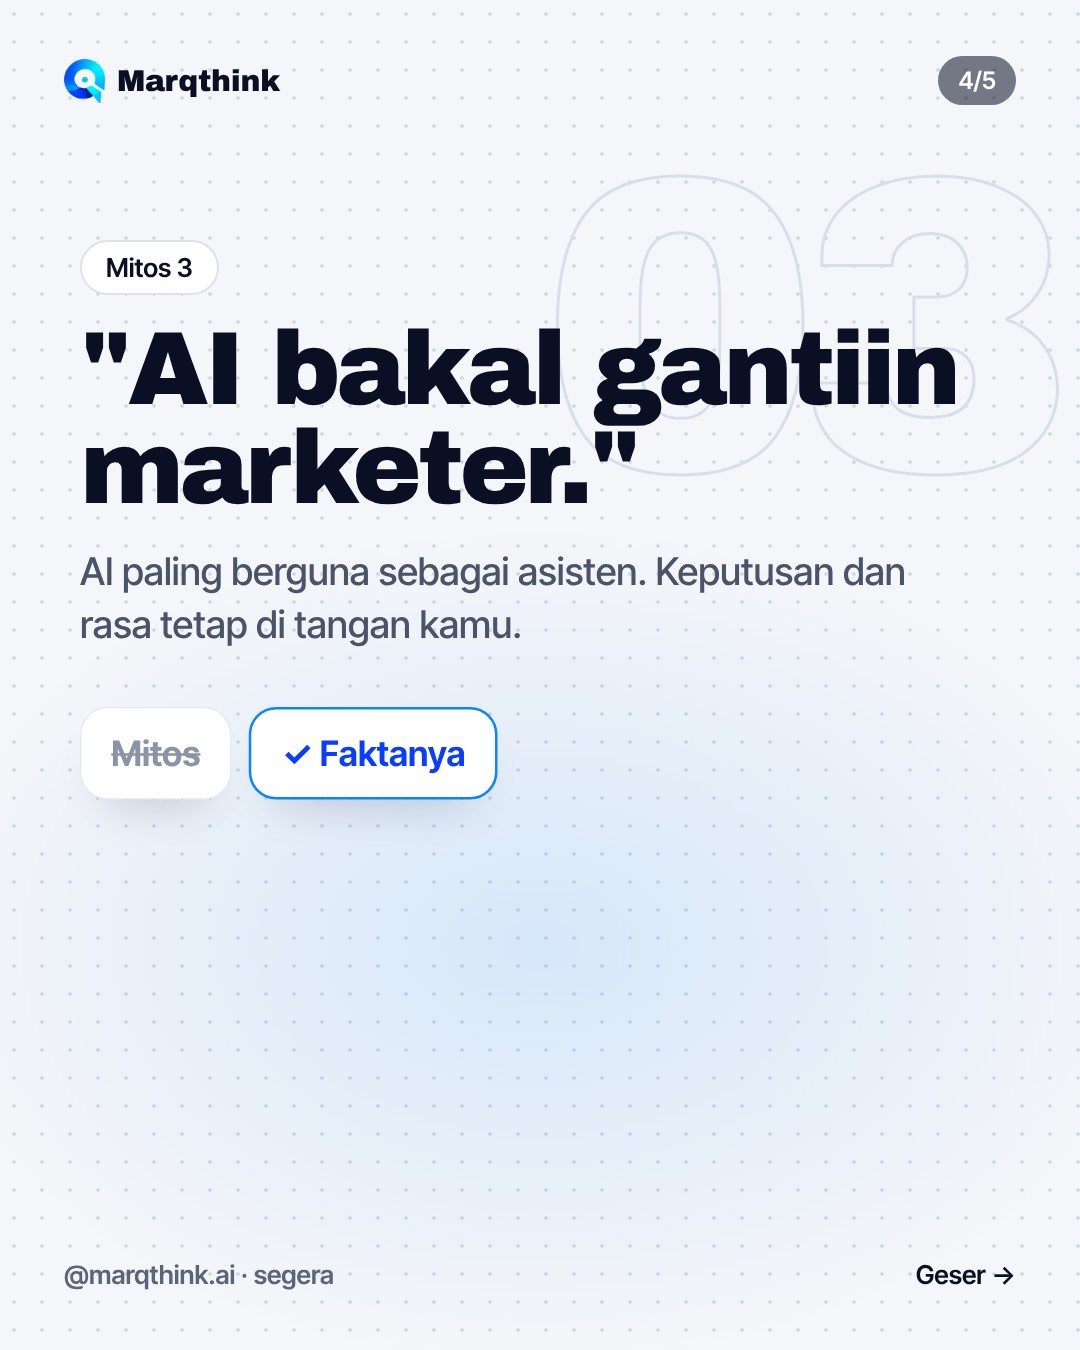 Marqthink
4/5
03
Mitos 3
"AI bakal gantiin
marketer."
AI paling berguna sebagai asisten. Keputusan dan
rasa tetap di tangan kamu.
Mitos
✓ Faktanya
@marqthink.ai · segera
Geser →